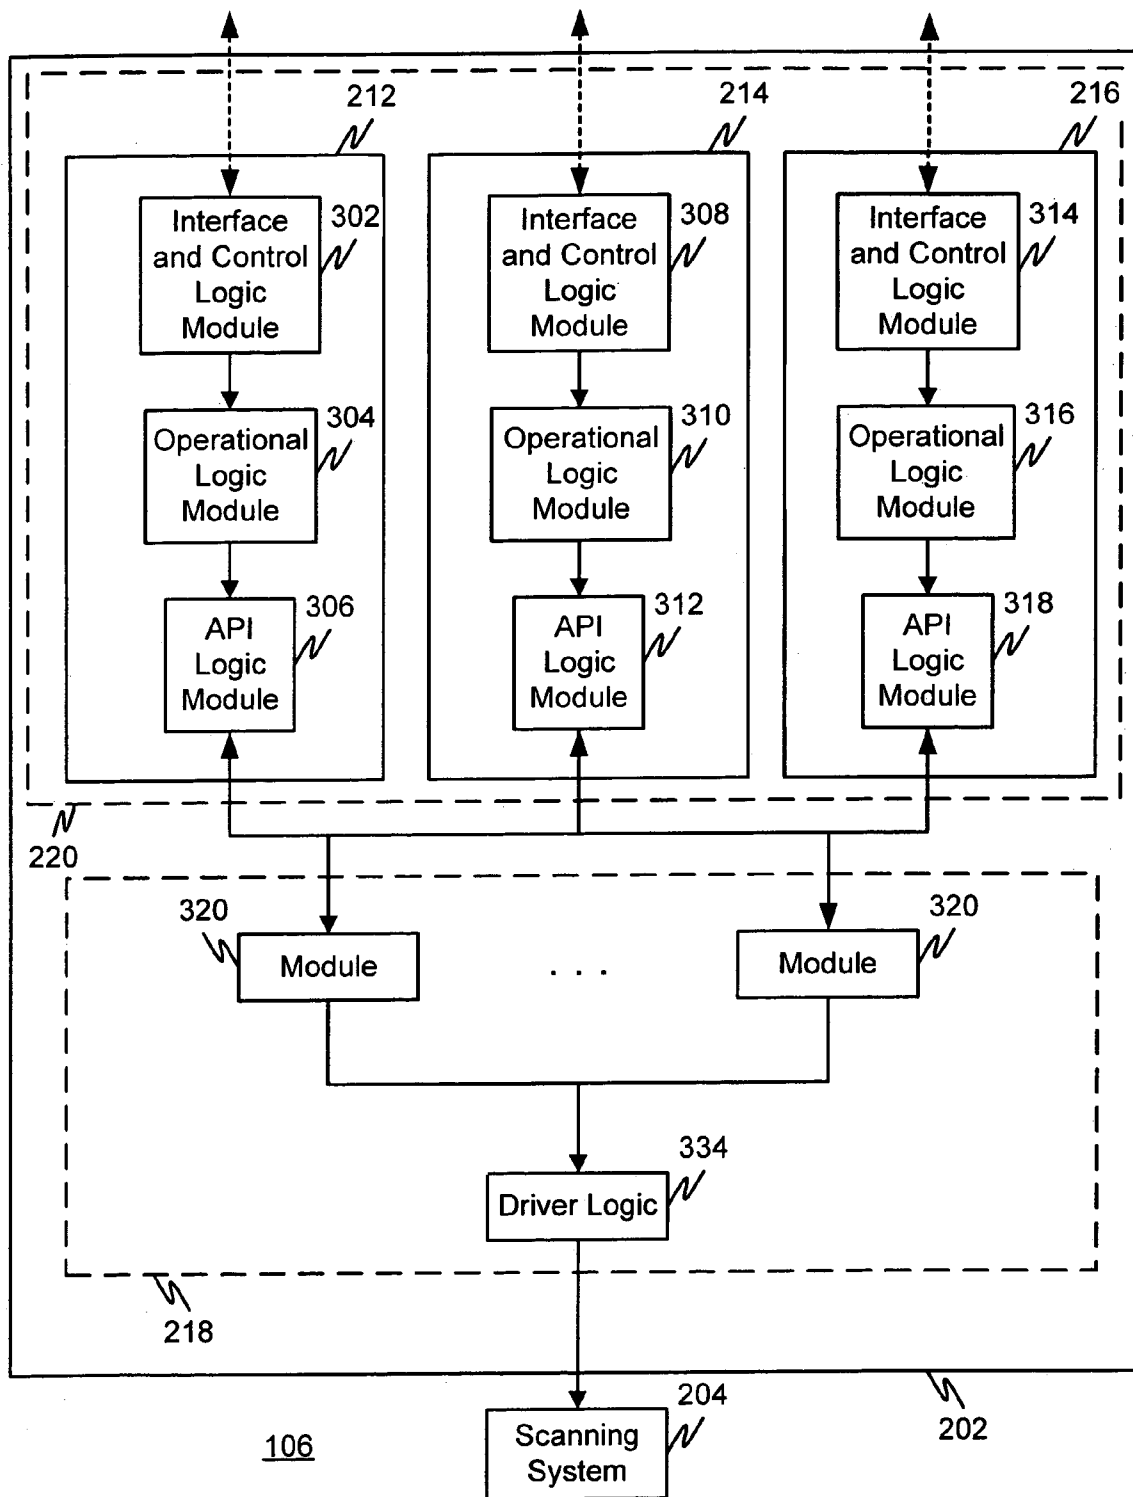 212
214
216
Interface
and Control
Logic
Module
302
Interface
and Control
Logic
Module
308
Interface
and Control
Logic
Module
314
Operational
Logic
Module
304
Operational
Logic
Module
310
Operational
Logic
Module
316
API
Logic
Module
306
API
Logic
Module
312
API
Logic
Module
318
220
320
Module
. . .
Module
320
334
Driver Logic
218
204
202
Scanning
System
106